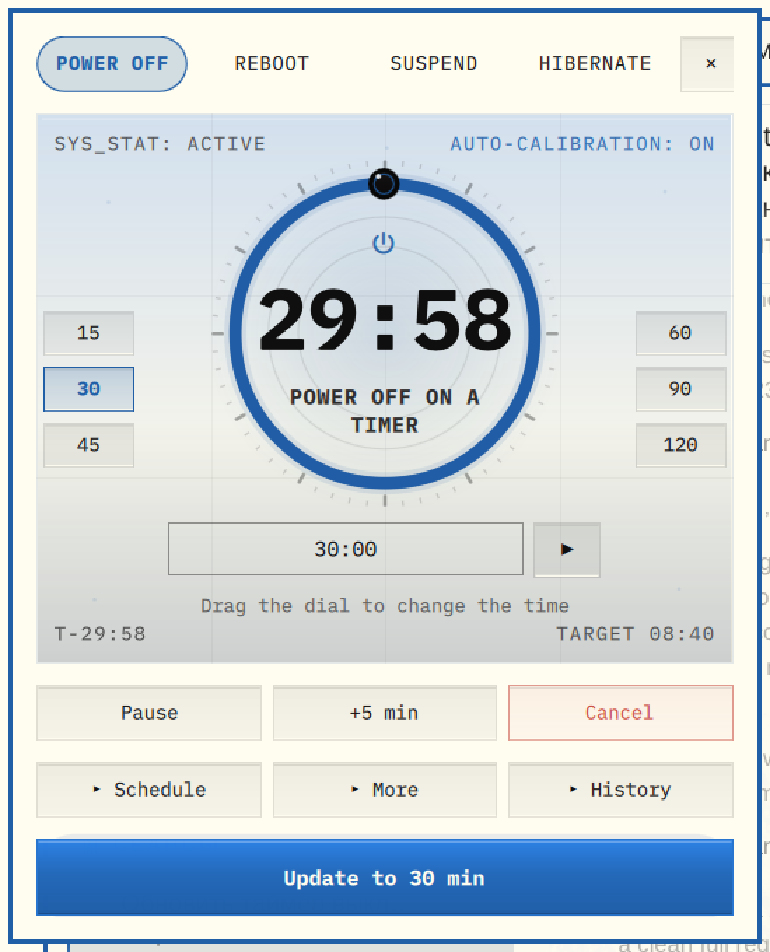 POWER OFF REBOOT SUSPEND HIBERNATE ×
SYS_STAT: ACTIVE AUTO-CALIBRATION: ON
29:58
POWER OFF ON A
TIMER
15
30
45
60
90
120
30:00 ▶
Drag the dial to change the time
T-29:58 TARGET 08:40
Pause +5 min Cancel
▸ Schedule ▸ More ▸ History
Update to 30 min